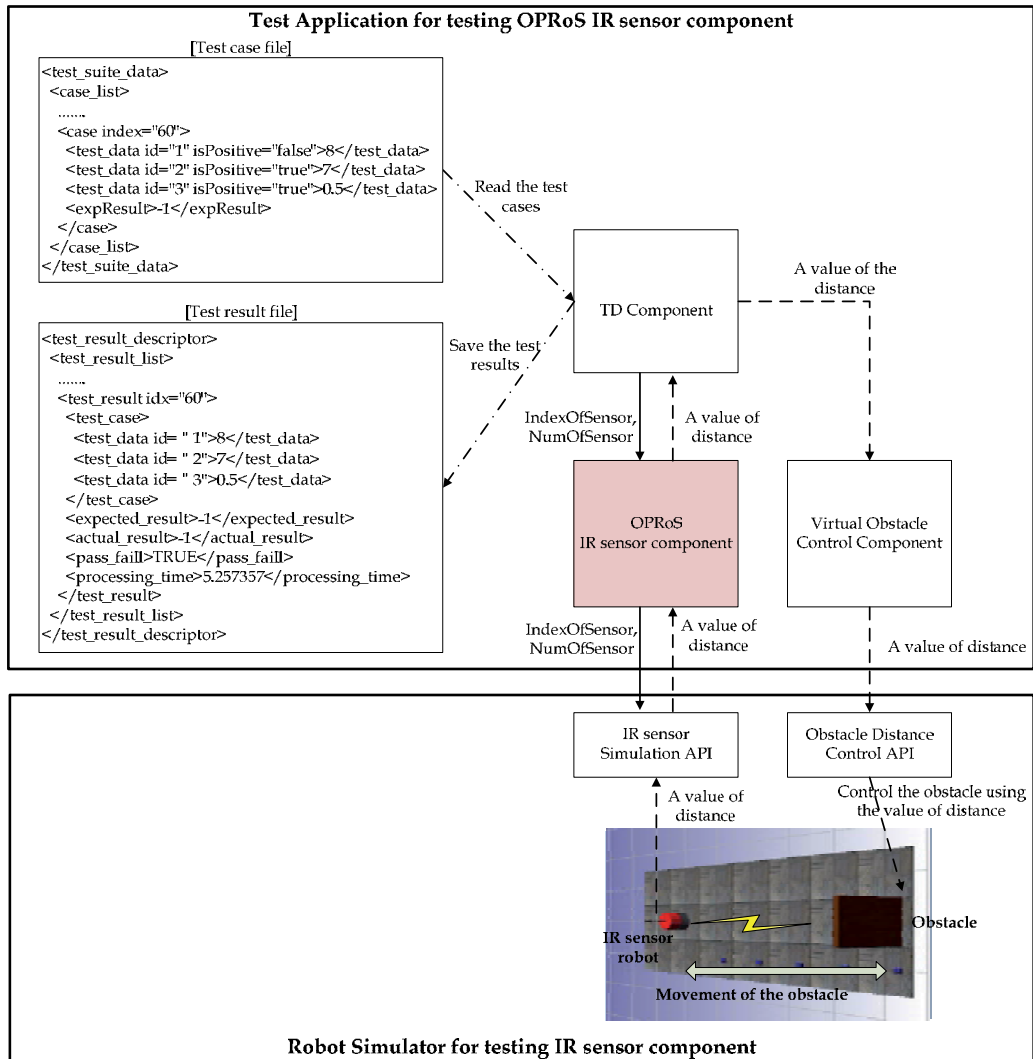 Test Application for testing OPRoS IR sensor component
[Test case file]
<test_suite_data>
<case_list>
.......
<case index="60">
<test_data id="1" isPositive="false">8</test_data>
<test_data id="2" isPositive="true">7</test_data>
<test_data id="3" isPositive="true">0.5</test_data>
<expResult>-1</expResult>
</case>
</case_list>
</test_suite_data>
Read the test
cases
[Test result file]
<test_result_descriptor>
<test_result_list>
.......
<test_result idx="60">
<test_case>
<test_data id= " 1">8</test_data>
<test_data id= " 2">7</test_data>
<test_data id= " 3">0.5</test_data>
</test_case>
<expected_result>-1</expected_result>
<actual_result>-1</actual_result>
<pass_faill>TRUE</pass_faill>
<processing_time>5.257357</processing_time>
</test_result>
</test_result_list>
</test_result_descriptor>
Save the test
results
TD Component
A value of the
distance
IndexOfSensor,
NumOfSensor
A value of
distance
OPRoS
IR sensor component
Virtual Obstacle
Control Component
IndexOfSensor,
NumOfSensor
A value of
distance
A value of distance
IR sensor
Simulation API
Obstacle Distance
Control API
A value of
distance
Control the obstacle using
the value of distance
IR sensor
robot
Obstacle
Movement of the obstacle
Robot Simulator for testing IR sensor component